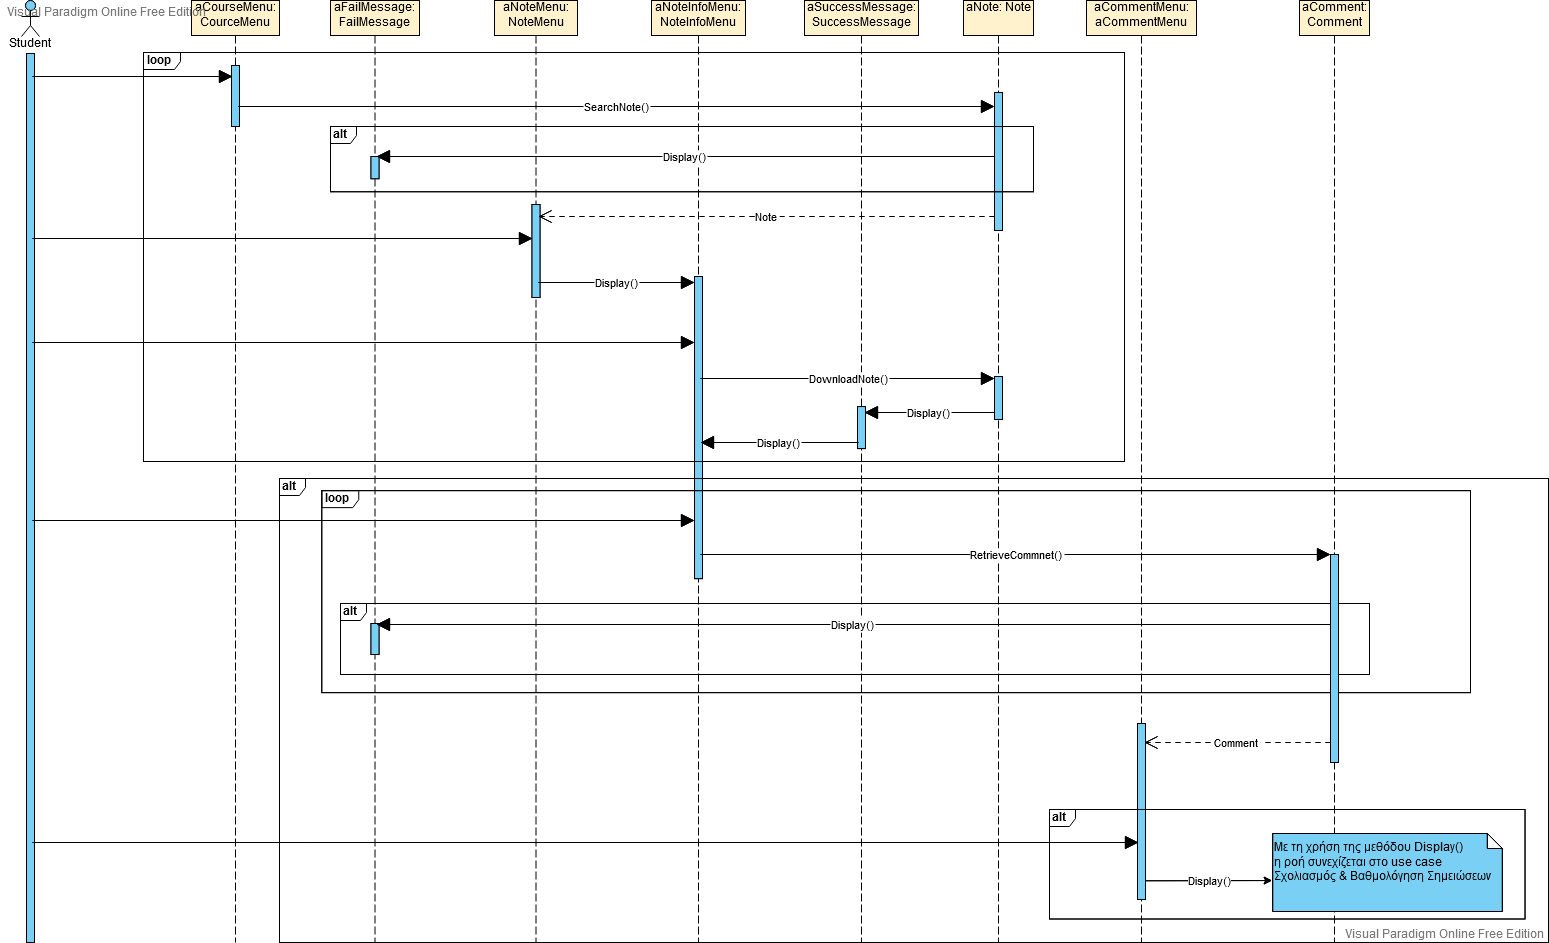 Visual Paradigm Online Free Edition
Student
aCourseMenu:
CourceMenu
aFailMessage:
FailMessage
aNoteMenu:
NoteMenu
aNoteInfoMenu:
NoteInfoMenu
aSuccessMessage:
SuccessMessage
aNote: Note
aCommentMenu:
aCommentMenu
aComment:
Comment
loop
SearchNote()
alt
Display()
Note
Display()
DownloadNote()
Display()
Display()
alt
loop
RetrieveCommnet()
alt
Display()
Comment
alt
Με τη χρήση της μεθόδου Display()
η ροή συνεχίζεται στο use case
Σχολιασμός & Βαθμολόγηση Σημειώσεων
Display()
Visual Paradigm Online Free Edition